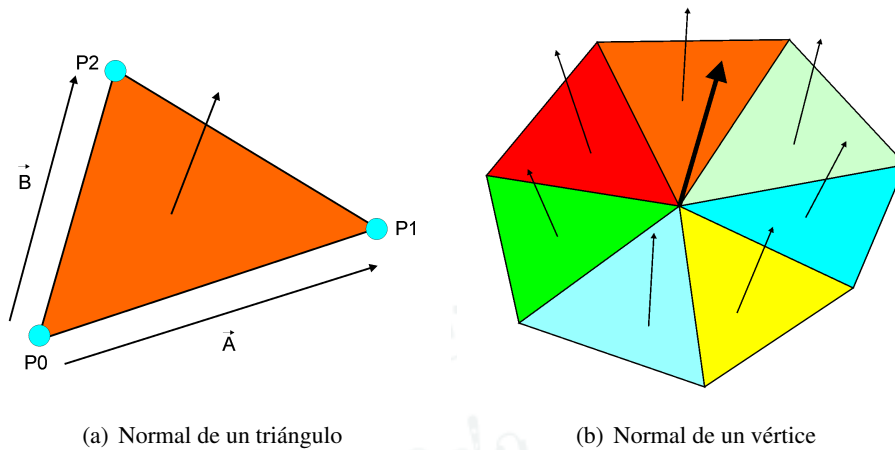 P2
B
P1
A
P0
(a) Normal de un triángulo
(b) Normal de un vértice